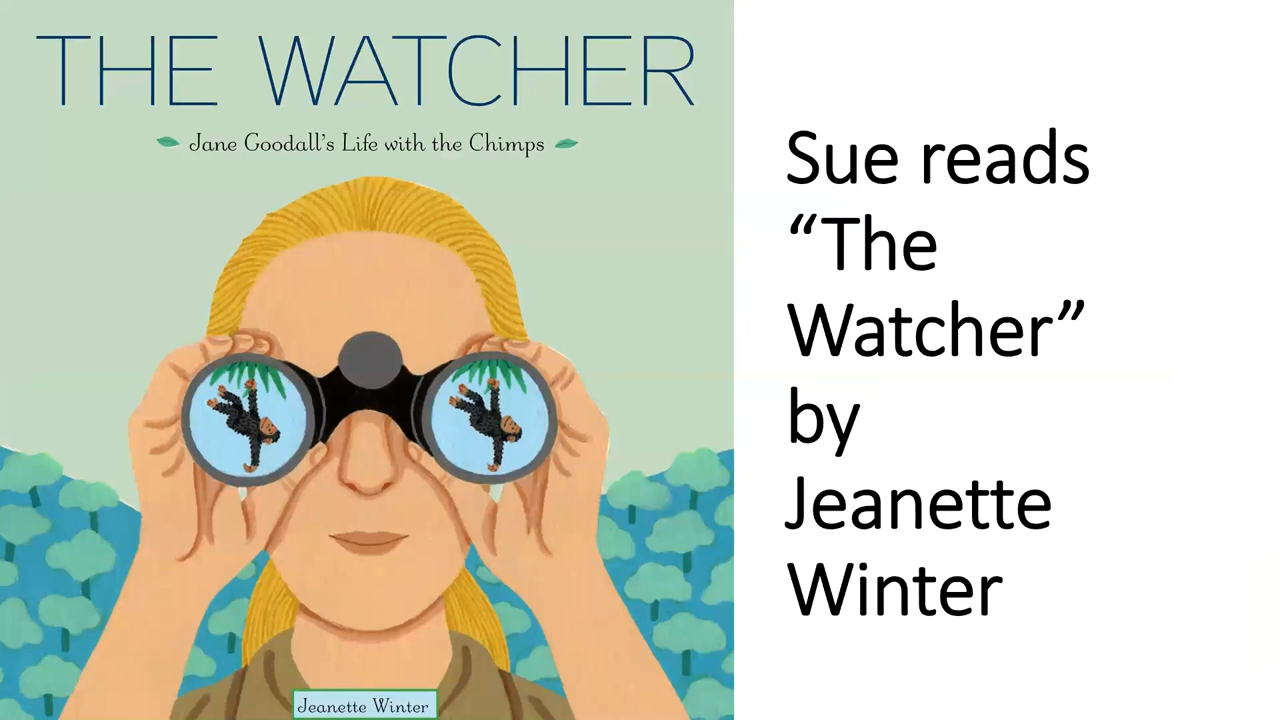 THE WATCHER
Jane Goodall's Life with the Chimps
Jeanette Winter
Sue reads
“The
Watcher”
by
Jeanette
Winter